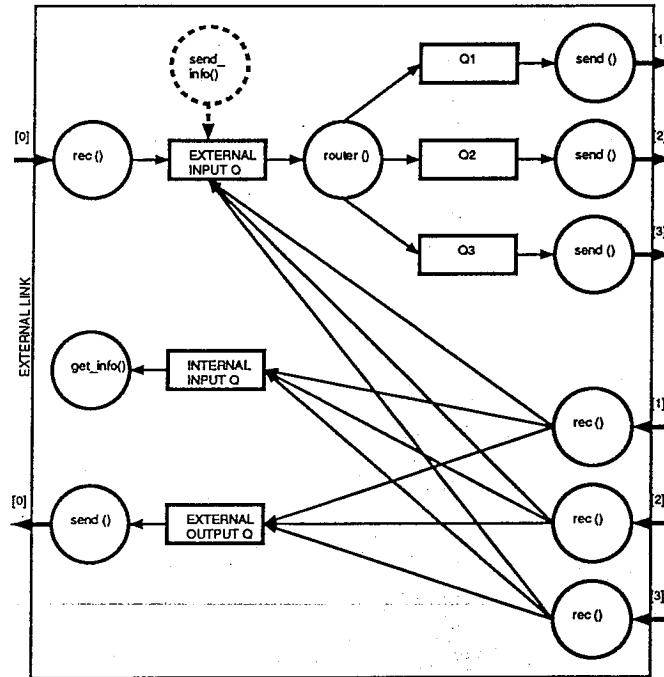 [1]
send_
info()
Q1
send ()
[0]
[2]
rec ()
EXTERNAL
INPUT Q
router ()
Q2
send ()
[3]
Q3
send ()
EXTERNAL LINK
get_info()
INTERNAL
INPUT Q
[1]
rec ()
[0]
[2]
send ()
EXTERNAL
OUTPUT Q
rec ()
[3]
rec ()